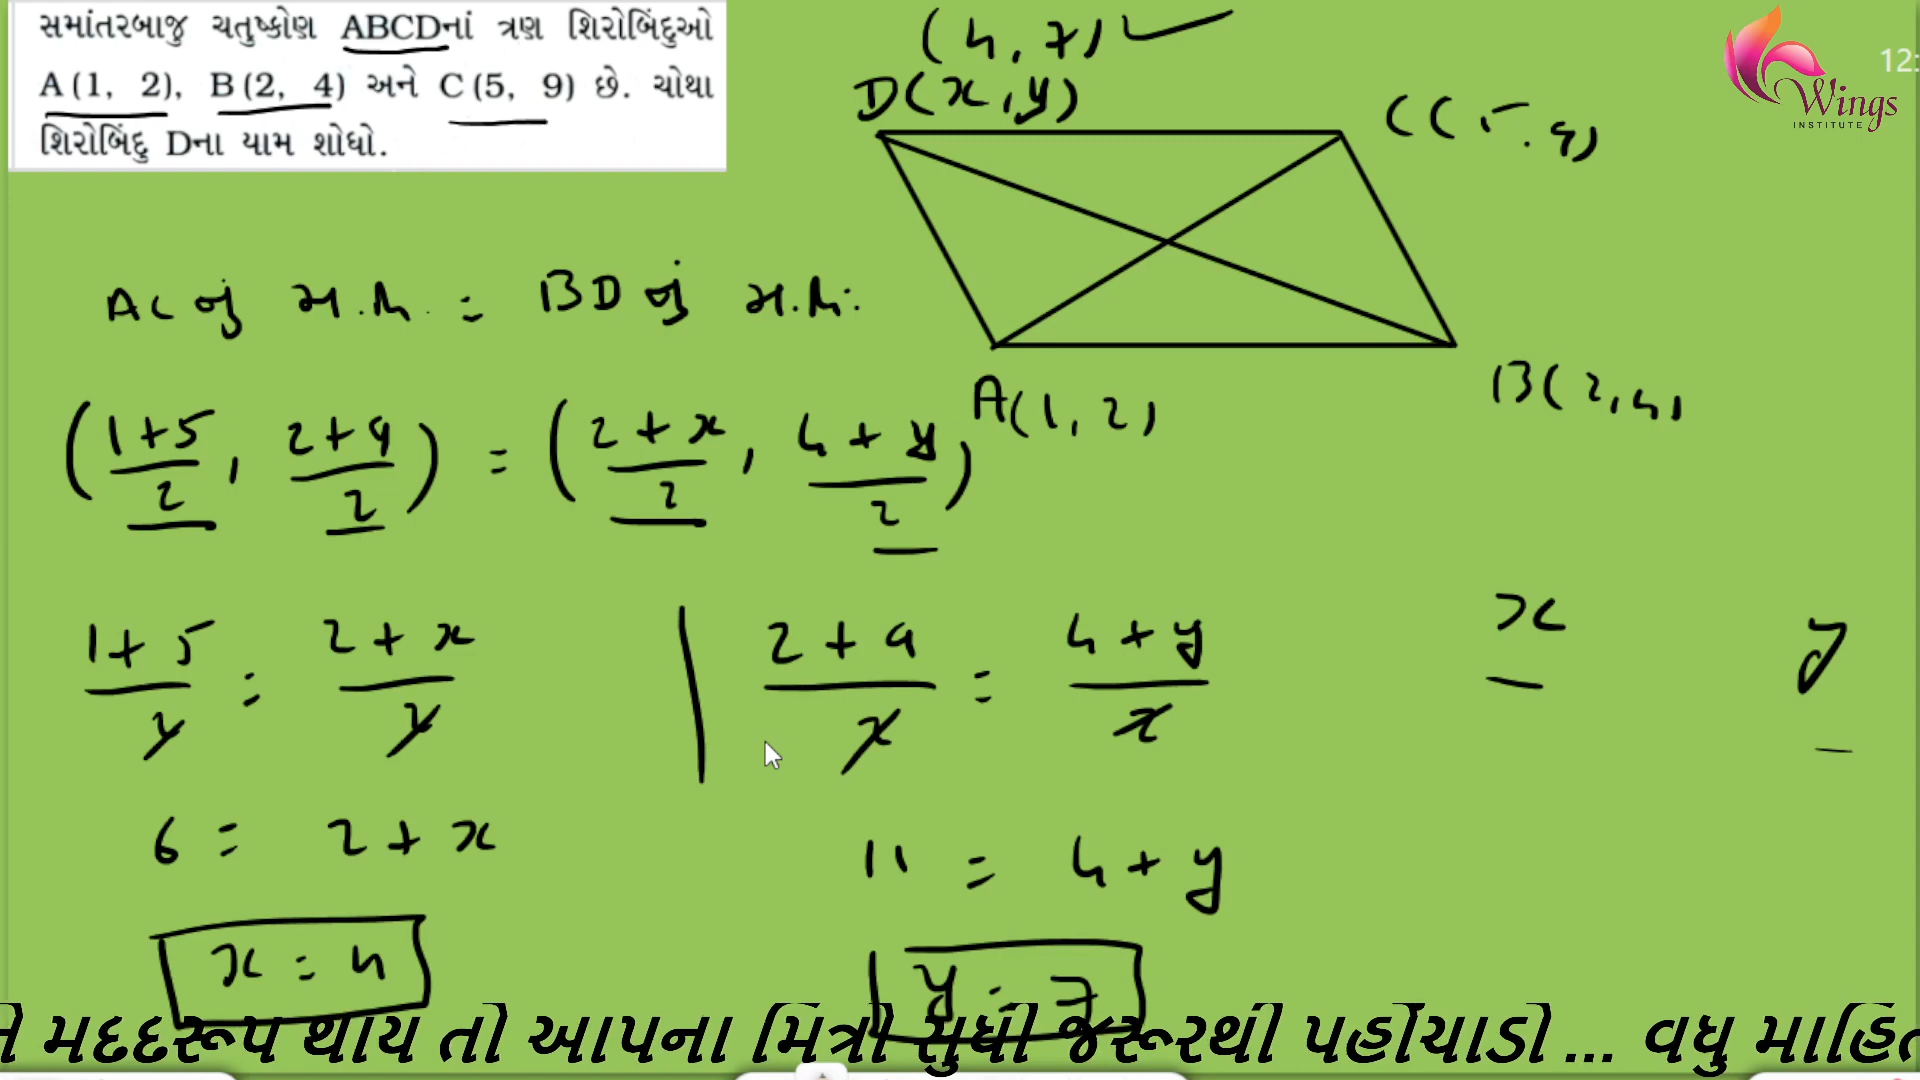 સમાંતરબાજુ ચતુષ્કોણ ABCDનાં ત્રણ શિરોબિંદુઓ
A (1, 2), B (2, 4) અને C (5, 9) છે. ચોથા
શિરોબિંદુ Dના યામ શોધો.
(4, 7)
D(x, y)
C(5, 9)
12:
Wings
INSTITUTE
AC નું મ.બિં. = BD નું મ.બિં.
A(1, 2)
B(2, 4)
(1+5/2, 2+9/2) = (2+x/2, 4+y/2)
1+5/2 = 2+x/2
2+9/2 = 4+y/2
x
y
6 = 2+x
11 = 4+y
x = 4
y = 7
ને મદદરૂપ થાય તો આપના મિત્રો સુધી જરૂરથી પહોંચાડો ... વધુ માહિત